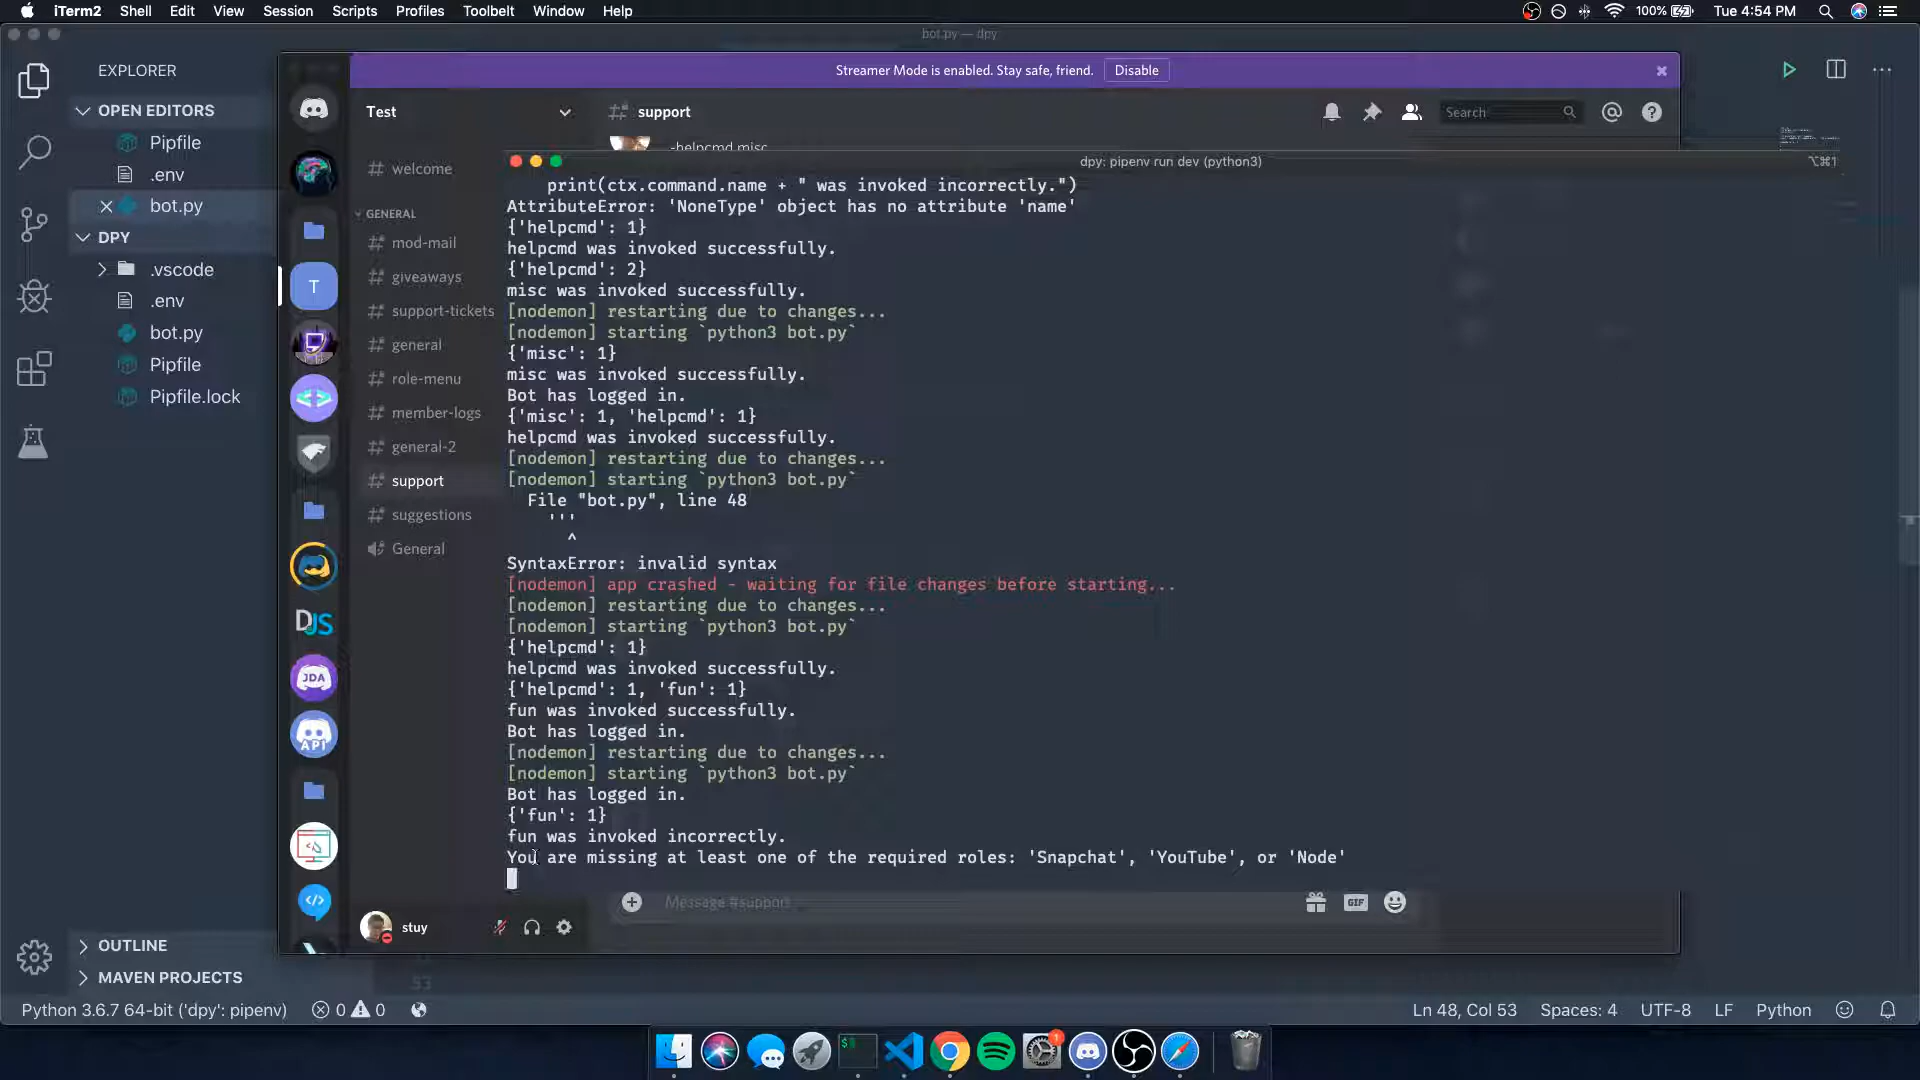 iTerm2 Shell Edit View Session Scripts Profiles Toolbelt Window Help 100% Tue 4:54 PM
bot.py — dpy
EXPLORER
OPEN EDITORS
Pipfile
.env
bot.py
DPY
.vscode
.env
bot.py
Pipfile
Pipfile.lock
OUTLINE
MAVEN PROJECTS
Streamer Mode is enabled. Stay safe, friend. Disable
Test
support
Search
T
DJS
JDA
API
welcome
GENERAL
mod-mail
giveaways
support-tickets
general
role-menu
member-logs
general-2
support
suggestions
General
stuy
-helpcmd misc
dpy: pipenv run dev (python3) ⌥⌘1
print(ctx.command.name + " was invoked incorrectly.")
AttributeError: 'NoneType' object has no attribute 'name'
{'helpcmd': 1}
helpcmd was invoked successfully.
{'helpcmd': 2}
misc was invoked successfully.
[nodemon] restarting due to changes...
[nodemon] starting `python3 bot.py`
{'misc': 1}
misc was invoked successfully.
Bot has logged in.
{'misc': 1, 'helpcmd': 1}
helpcmd was invoked successfully.
[nodemon] restarting due to changes...
[nodemon] starting `python3 bot.py`
File "bot.py", line 48
'''
^
SyntaxError: invalid syntax
[nodemon] app crashed - waiting for file changes before starting...
[nodemon] restarting due to changes...
[nodemon] starting `python3 bot.py`
{'helpcmd': 1}
helpcmd was invoked successfully.
{'helpcmd': 1, 'fun': 1}
fun was invoked successfully.
Bot has logged in.
[nodemon] restarting due to changes...
[nodemon] starting `python3 bot.py`
Bot has logged in.
{'fun': 1}
fun was invoked incorrectly.
You are missing at least one of the required roles: 'Snapchat', 'YouTube', or 'Node'
Message #support
GIF
53
Python 3.6.7 64-bit ('dpy': pipenv) 0 0 Ln 48, Col 53 Spaces: 4 UTF-8 LF Python
1